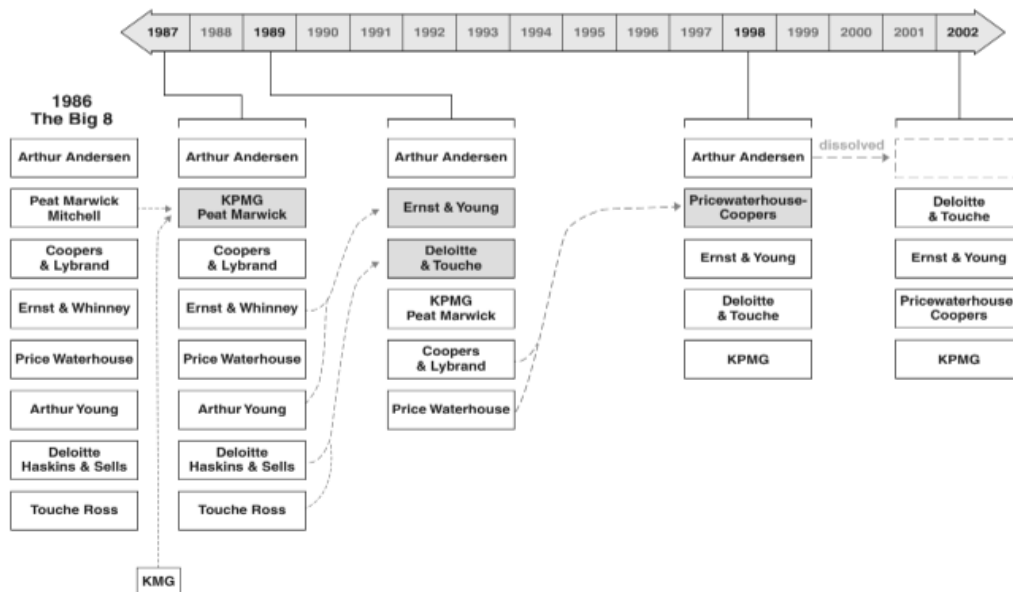 1987 1988 1989 1990 1991 1992 1993 1994 1995 1996 1997 1998 1999 2000 2001 2002
1986
The Big 8
Arthur Andersen
Peat Marwick
Mitchell
Coopers
& Lybrand
Ernst & Whinney
Price Waterhouse
Arthur Young
Deloitte
Haskins & Sells
Touche Ross
KMG
Arthur Andersen
KPMG
Peat Marwick
Coopers
& Lybrand
Ernst & Whinney
Price Waterhouse
Arthur Young
Deloitte
Haskins & Sells
Touche Ross
Arthur Andersen
Ernst & Young
Deloitte
& Touche
KPMG
Peat Marwick
Coopers
& Lybrand
Price Waterhouse
Arthur Andersen
Pricewaterhouse-
Coopers
Ernst & Young
Deloitte
& Touche
KPMG
dissolved
Deloitte
& Touche
Ernst & Young
Pricewaterhouse
Coopers
KPMG